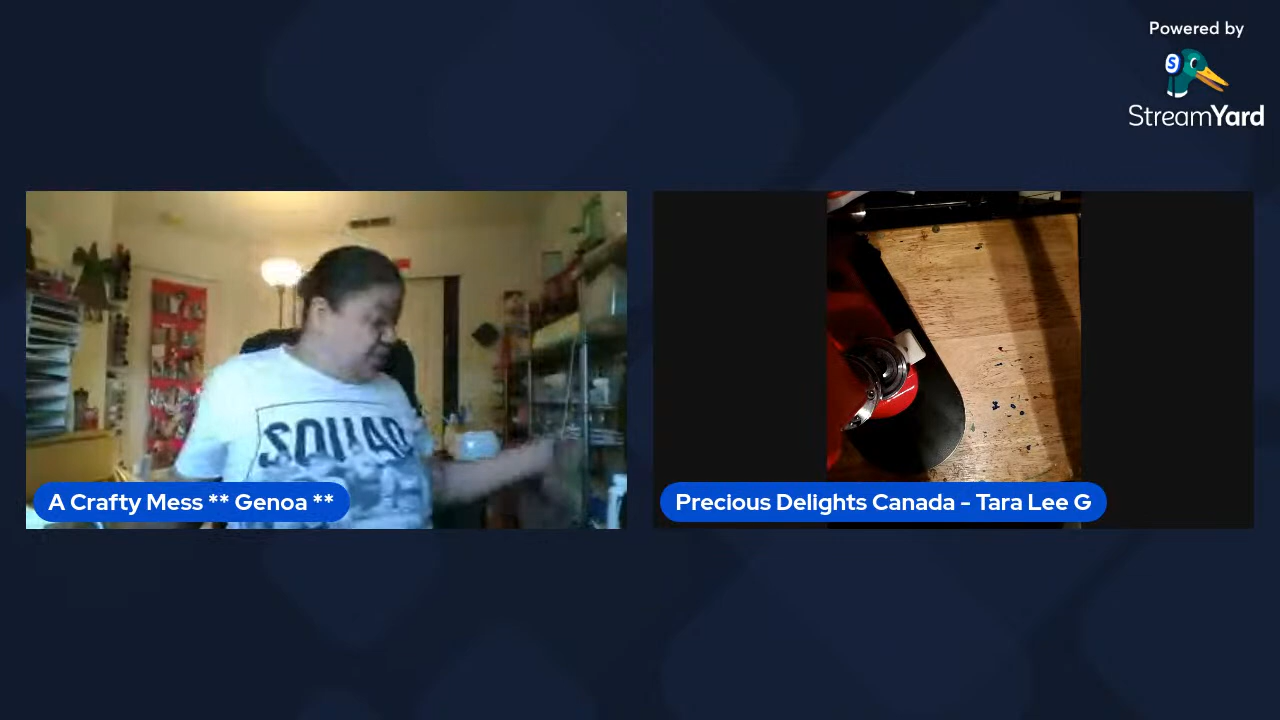 Powered by
S
StreamYard
SQUAD
A Crafty Mess ** Genoa **
Precious Delights Canada - Tara Lee G